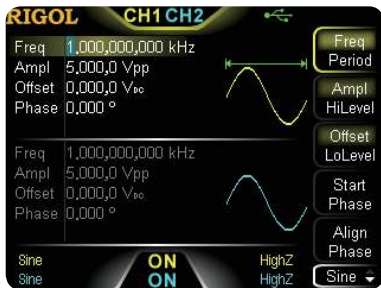 RIGOL CH1 CH2
Freq 1.000,000,000 kHz
Ampl 5.000,0 Vpp
Offset 0.000,0 VDC
Phase 0.000 °
Freq 1.000,000,000 kHz
Ampl 5.000,0 Vpp
Offset 0.000,0 VDC
Phase 0.000 °
Sine ON HighZ
Sine ON HighZ
Freq
Period
Ampl
HiLevel
Offset
LoLevel
Start
Phase
Align
Phase
Sine